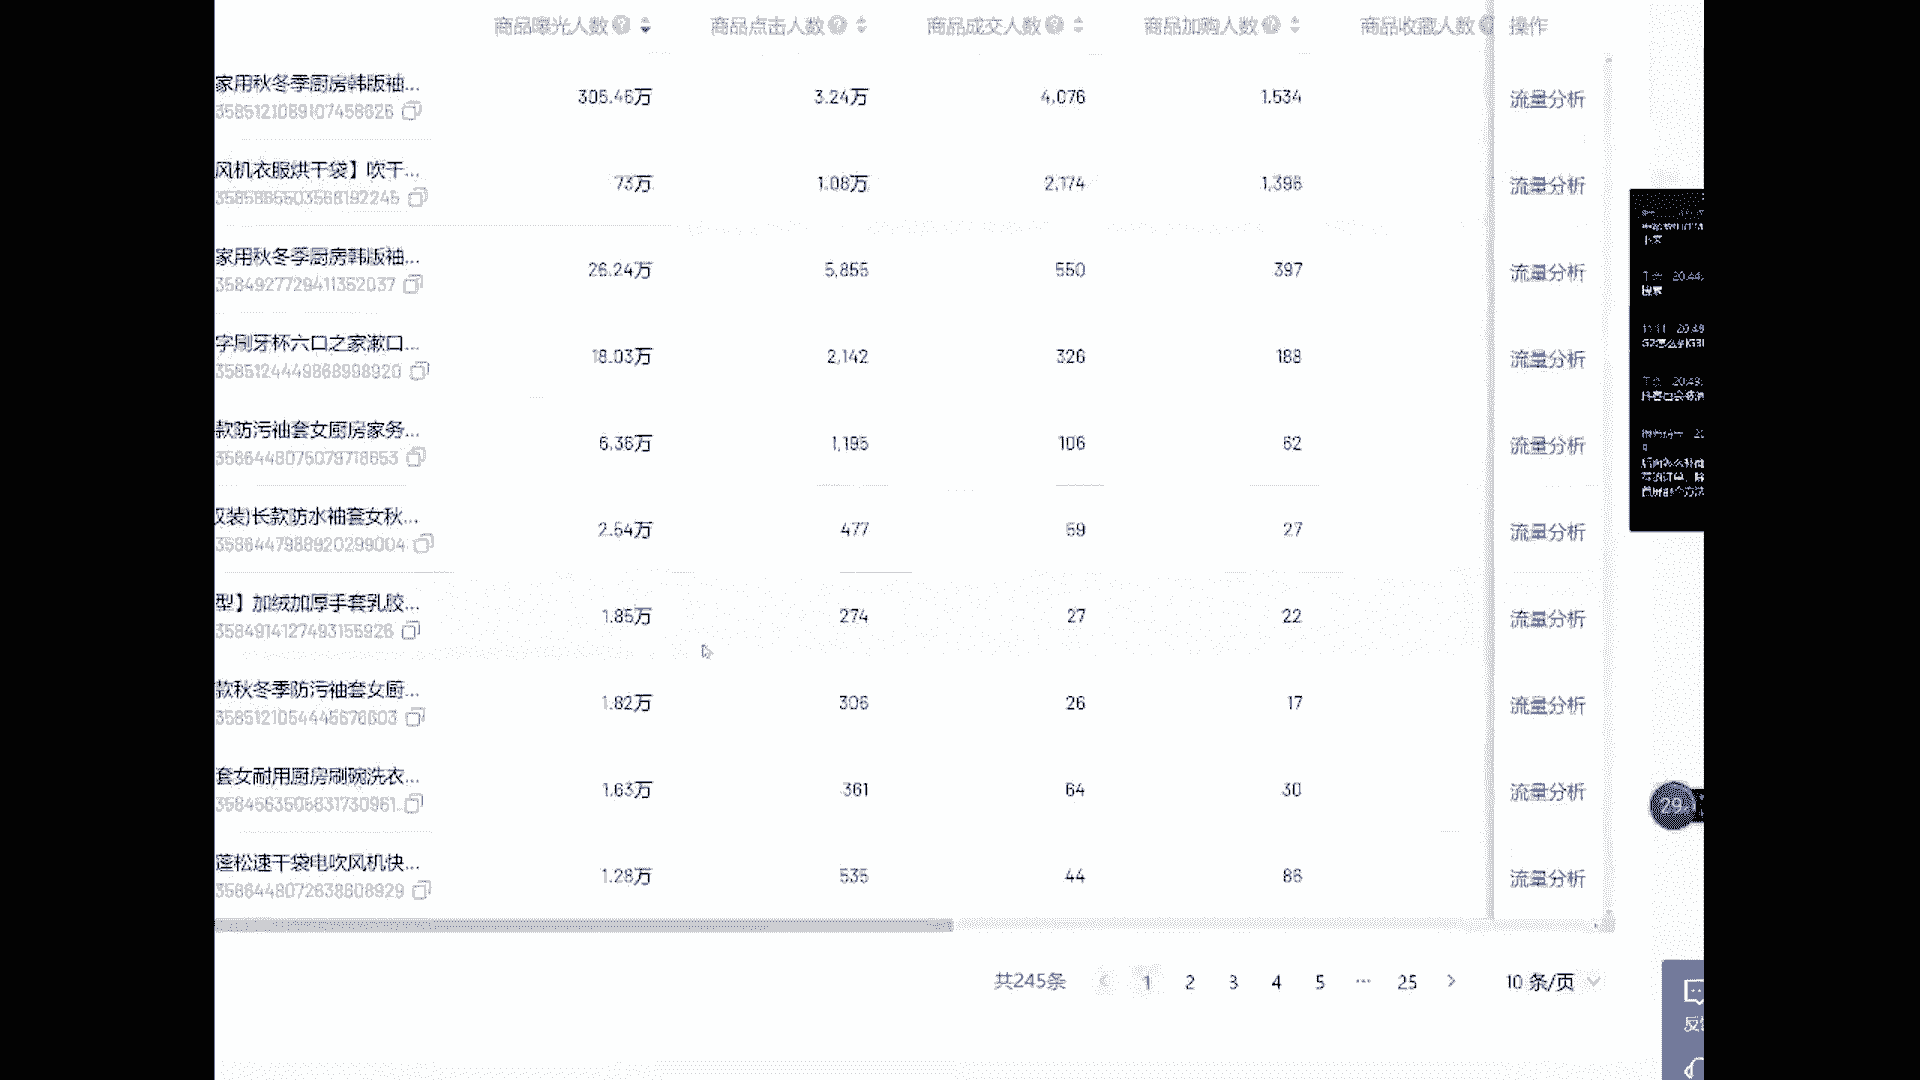 商品曝光人数 商品点击人数 商品成交人数 商品加购人数 商品收藏人数 操作
家用秋冬季厨房韩版袖...
3585121089107458626
305.46万 3.24万 4,076 1,534 流量分析
风机衣服烘干袋】吹干...
3585865503568192245
73万 1.08万 2,174 1,396 流量分析
家用秋冬季厨房韩版袖...
3584927729411352037
26.24万 5,855 550 397 流量分析
字刷牙杯六口之家漱口...
3585124449868998920
18.03万 2,142 326 188 流量分析
款防污袖套女厨房家务...
3586448075079718653
6.36万 1,195 106 62 流量分析
双装)长款防水袖套女秋...
3586447988920299004
2.54万 477 59 27 流量分析
型】加绒加厚手套乳胶...
3584914127493155926
1.85万 274 27 22 流量分析
款秋冬季防污袖套女厨...
3585121054445676603
1.82万 306 26 17 流量分析
套女耐用厨房刷碗洗衣...
3584563505831730961
1.63万 361 64 30 流量分析
蓬松速干袋电吹风机快...
3586448072638608929
1.28万 535 44 86 流量分析
共245条 1 2 3 4 5 ... 25 10 条/页
20:44
搜索
20:49
20:49
29